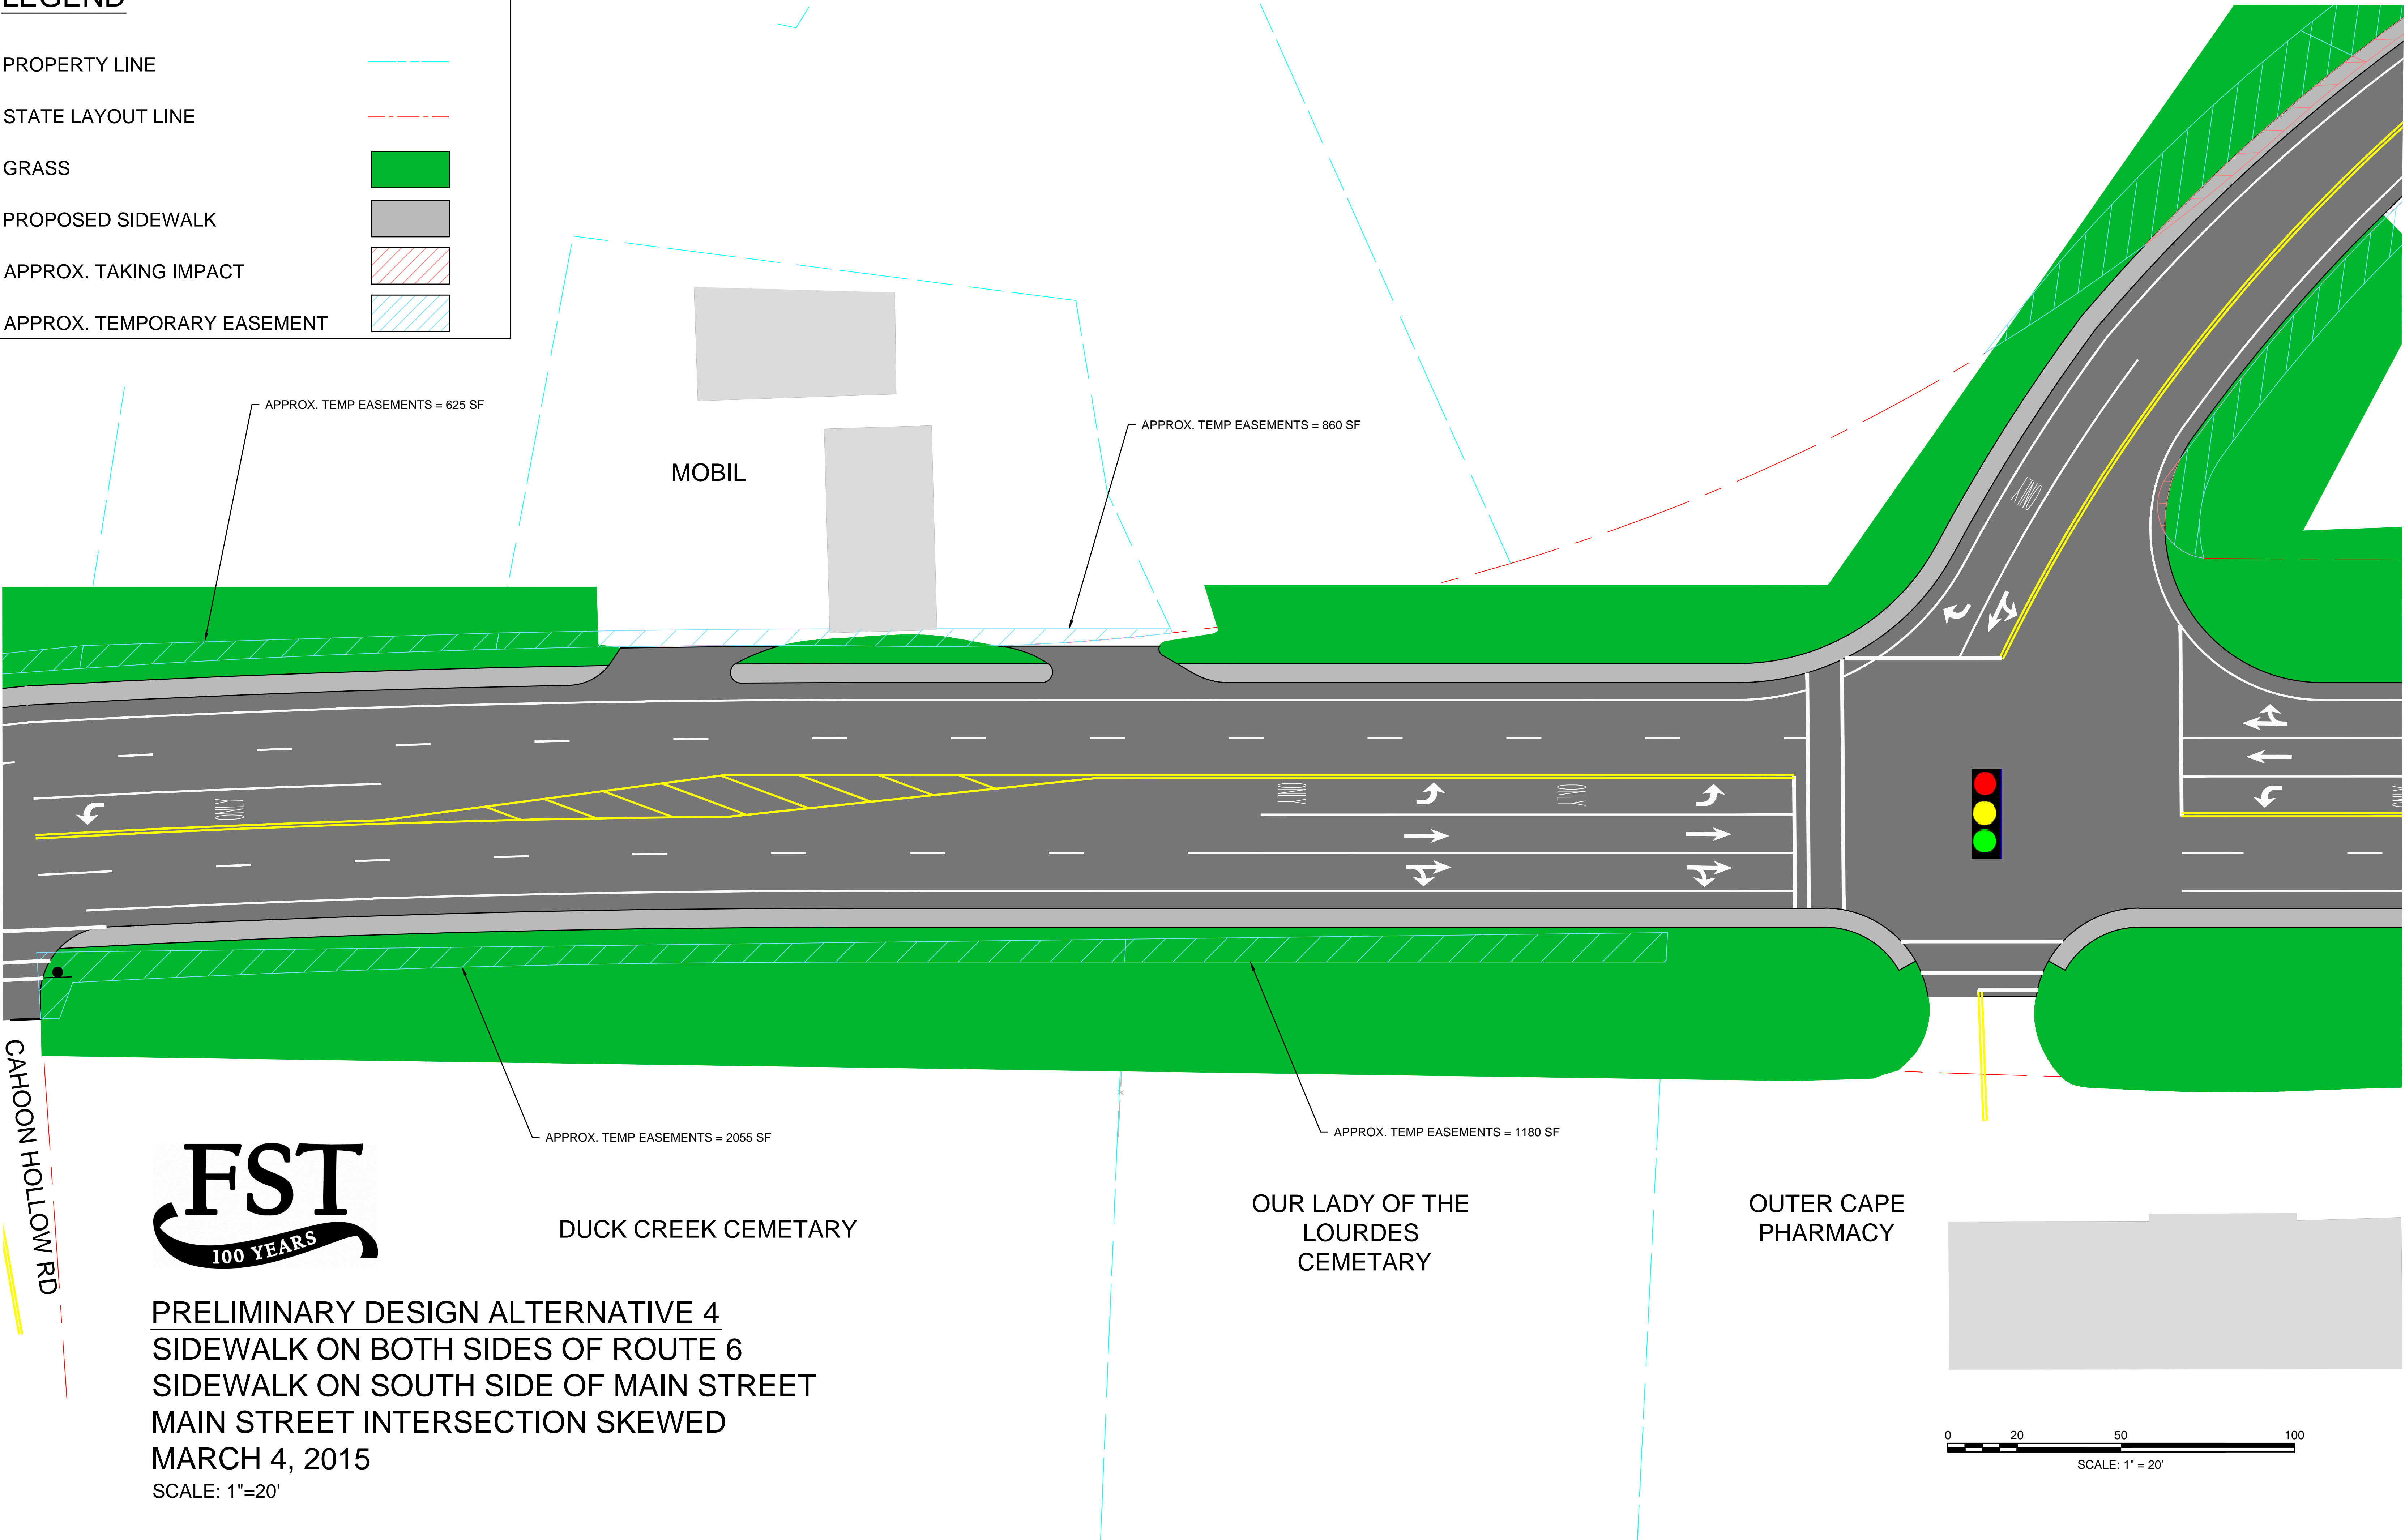 LEGEND
PROPERTY LINE
STATE LAYOUT LINE
GRASS
PROPOSED SIDEWALK
APPROX. TAKING IMPACT
APPROX. TEMPORARY EASEMENT
APPROX. TEMP EASEMENTS = 625 SF
APPROX. TEMP EASEMENTS = 860 SF
MOBIL
ONLY
ONLY
ONLY
ONLY
CAHOON HOLLOW RD
APPROX. TEMP EASEMENTS = 2055 SF
APPROX. TEMP EASEMENTS = 1180 SF
FST
100 YEARS
DUCK CREEK CEMETARY
OUR LADY OF THE
LOURDES
CEMETARY
OUTER CAPE
PHARMACY
PRELIMINARY DESIGN ALTERNATIVE 4
SIDEWALK ON BOTH SIDES OF ROUTE 6
SIDEWALK ON SOUTH SIDE OF MAIN STREET
MAIN STREET INTERSECTION SKEWED
MARCH 4, 2015
SCALE: 1"=20'
0 20 50 100
SCALE: 1" = 20'